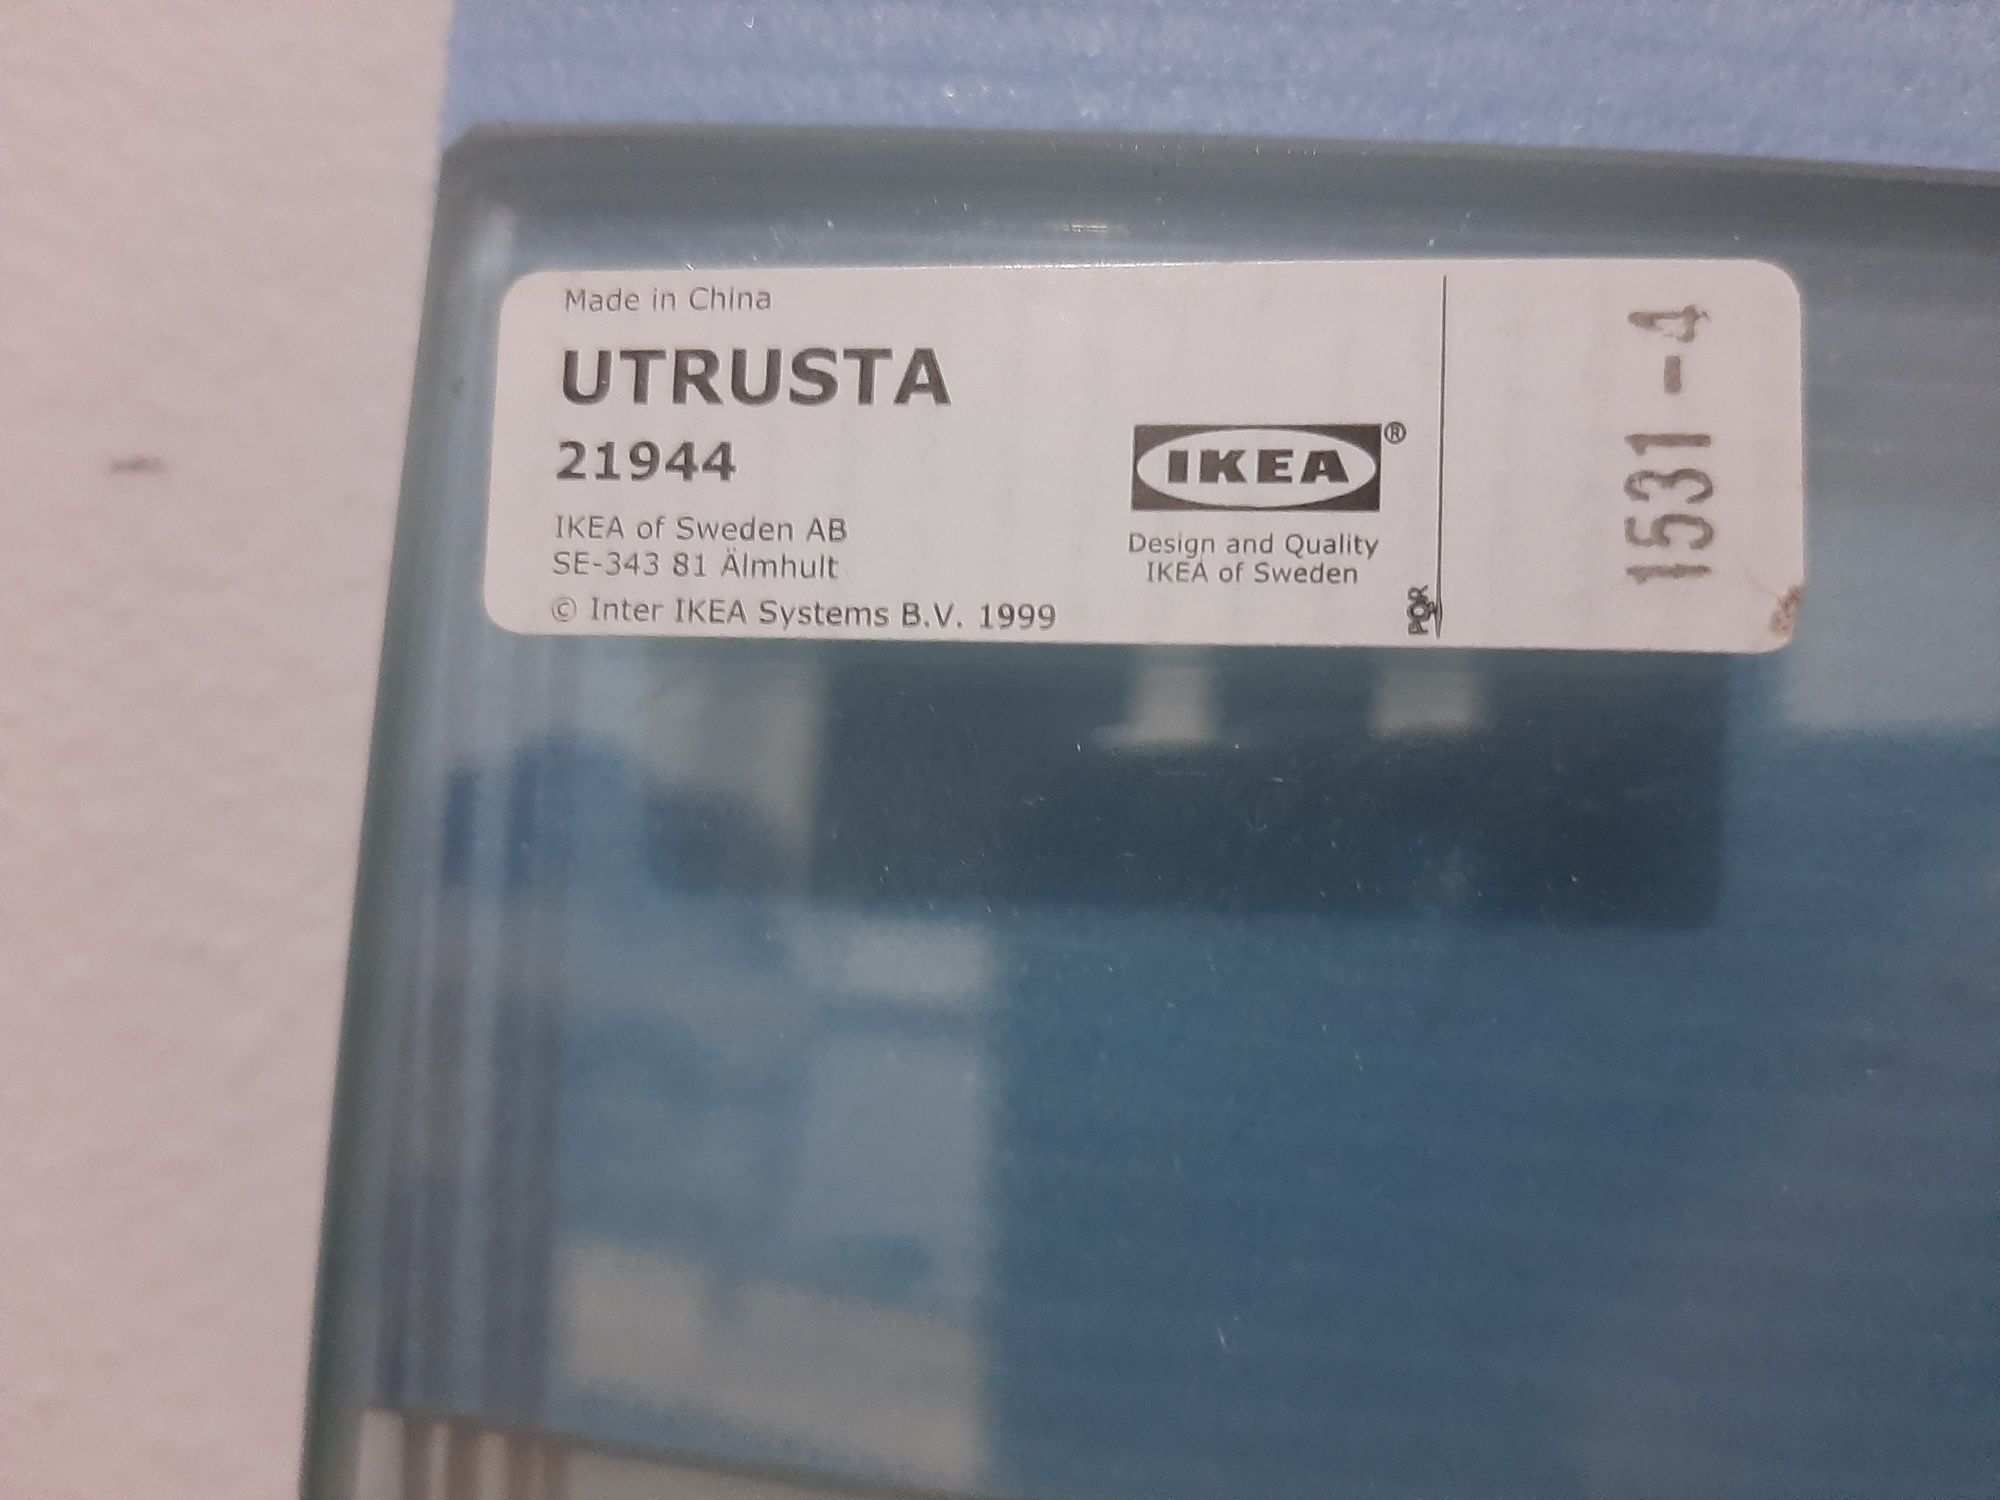 Made in China
UTRUSTA
21944
IKEA of Sweden AB
SE-343 81 Älmhult
© Inter IKEA Systems B.V. 1999
IKEA®
Design and Quality
IKEA of Sweden
1531-4